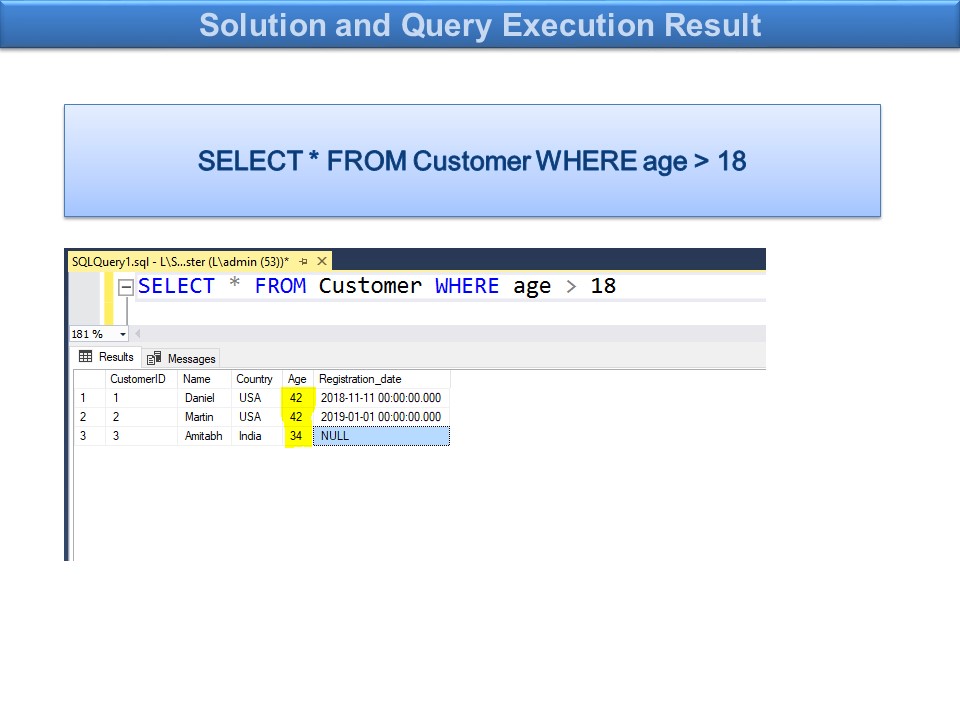 Solution and Query Execution Result
SELECT * FROM Customer WHERE age > 18
SQLQuery1.sql - L\S...ster (L\admin (53))*
SELECT * FROM Customer WHERE age > 18
181 %
Results Messages
CustomerID Name Country Age Registration_date
1 1 Daniel USA 42 2018-11-11 00:00:00.000
2 2 Martin USA 42 2019-01-01 00:00:00.000
3 3 Amitabh India 34 NULL